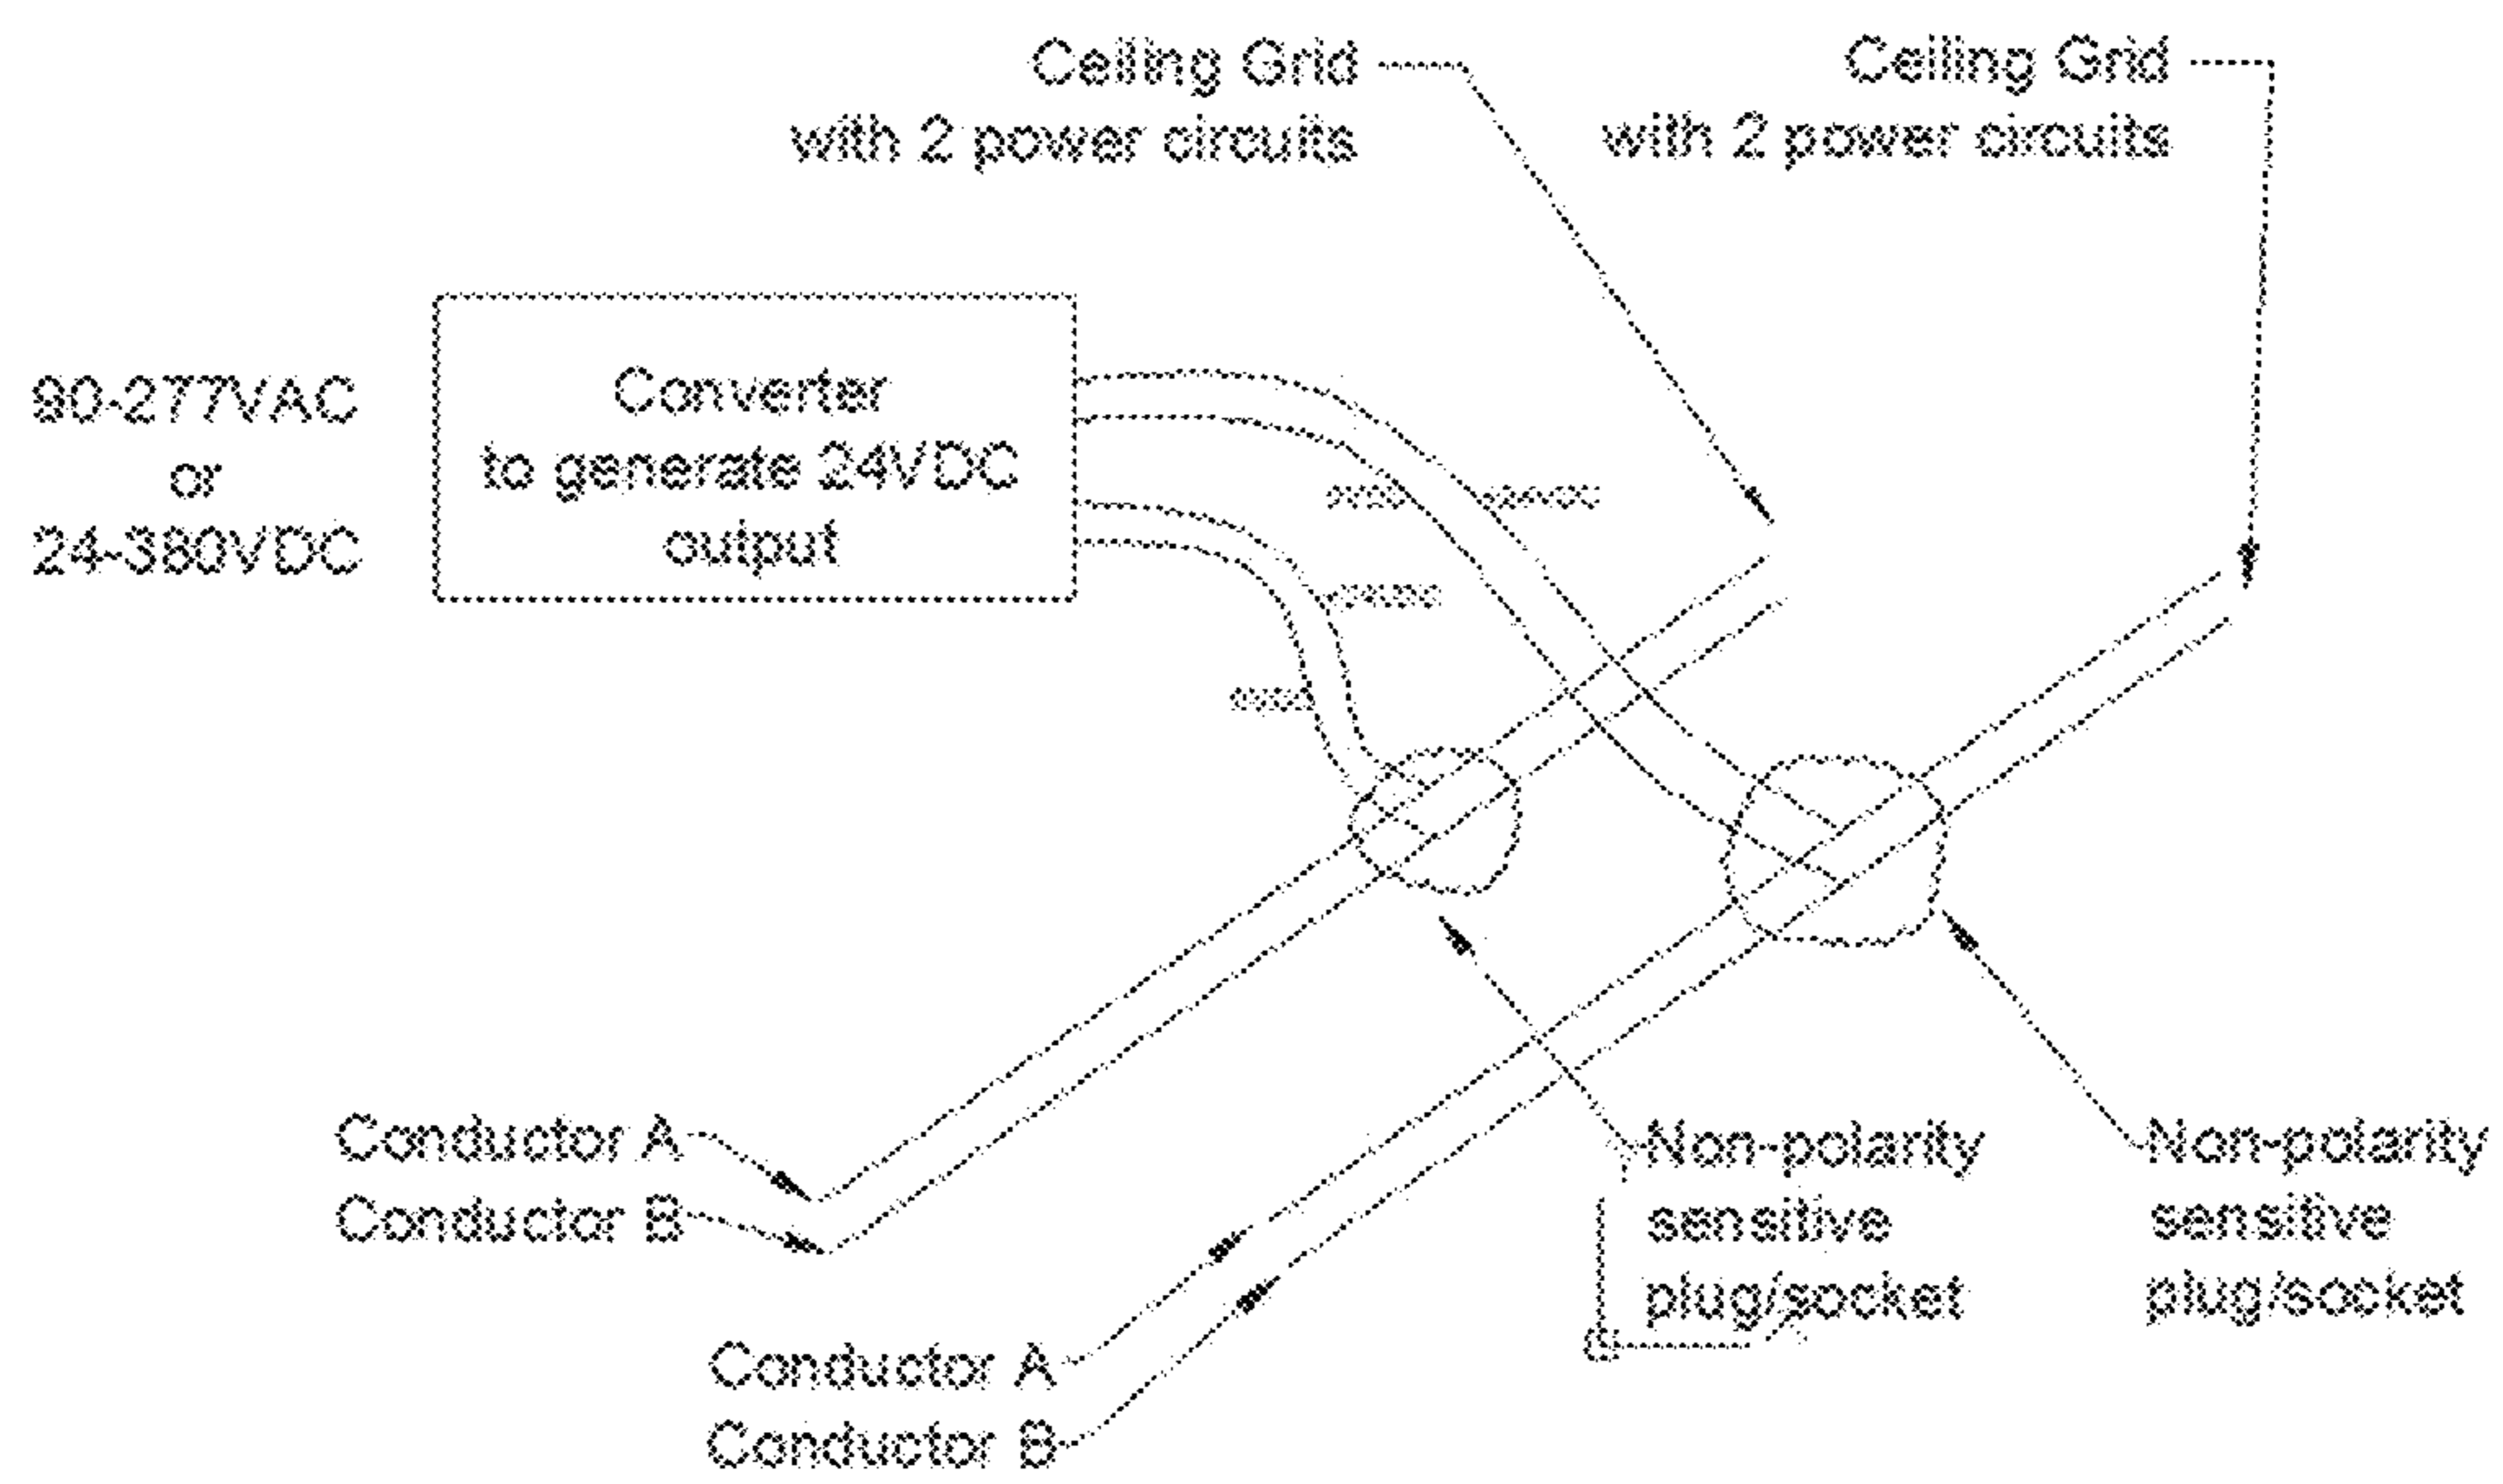 Ceiling Grid
with 2 power circuits
Ceiling Grid
with 2 power circuits
90-277VAC
or
24-380VDC
Converter
to generate 24VDC
output
Conductor A
Conductor B
Conductor A
Conductor B
Non-polarity
sensitive
plug/socket
Non-polarity
sensitive
plug/socket